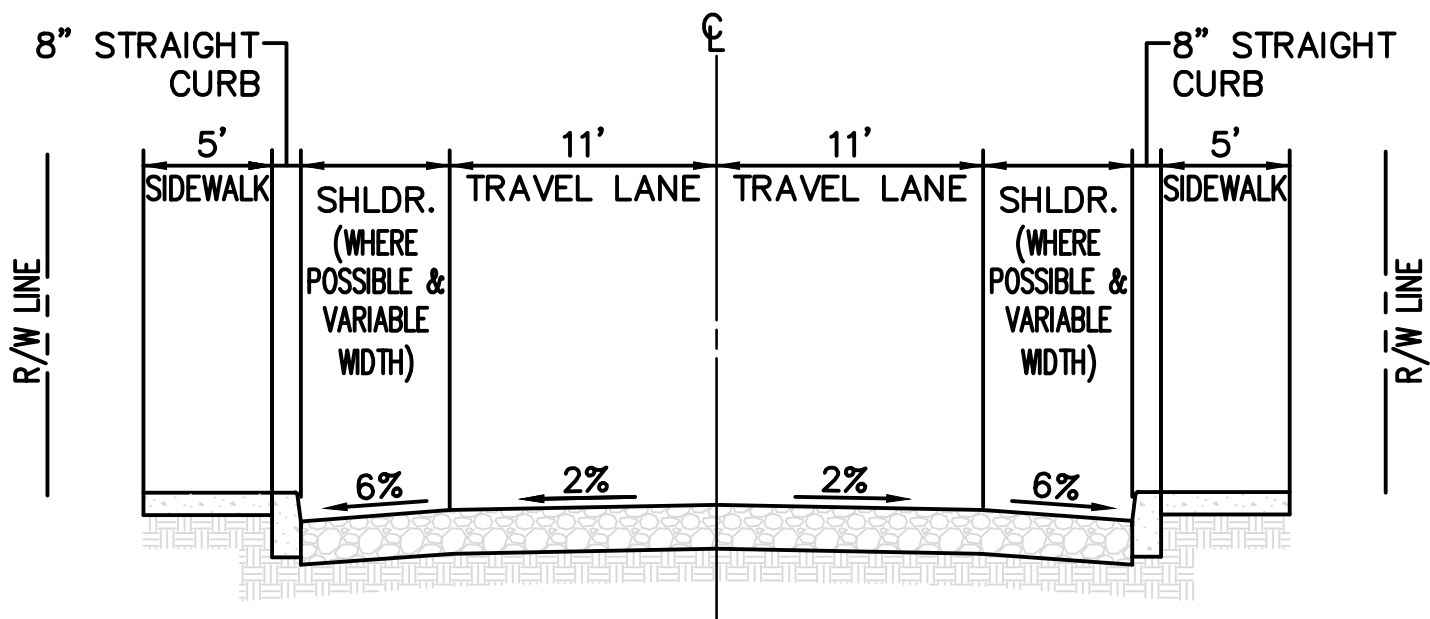 ℄
8” STRAIGHT
CURB
8” STRAIGHT
CURB
5’
11’
11’
5’
SIDEWALK
SHLDR.
(WHERE
POSSIBLE &
VARIABLE
WIDTH)
TRAVEL LANE
TRAVEL LANE
SHLDR.
(WHERE
POSSIBLE &
VARIABLE
WIDTH)
SIDEWALK
R/W LINE
R/W LINE
6%
2%
2%
6%